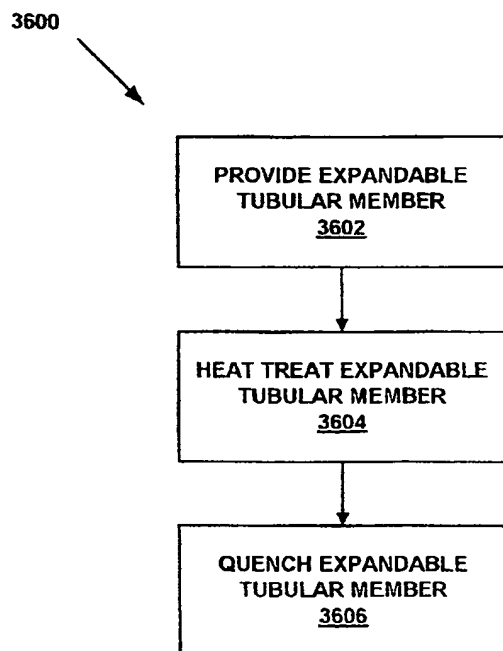 3600
PROVIDE EXPANDABLE
TUBULAR MEMBER
3602
HEAT TREAT EXPANDABLE
TUBULAR MEMBER
3604
QUENCH EXPANDABLE
TUBULAR MEMBER
3606